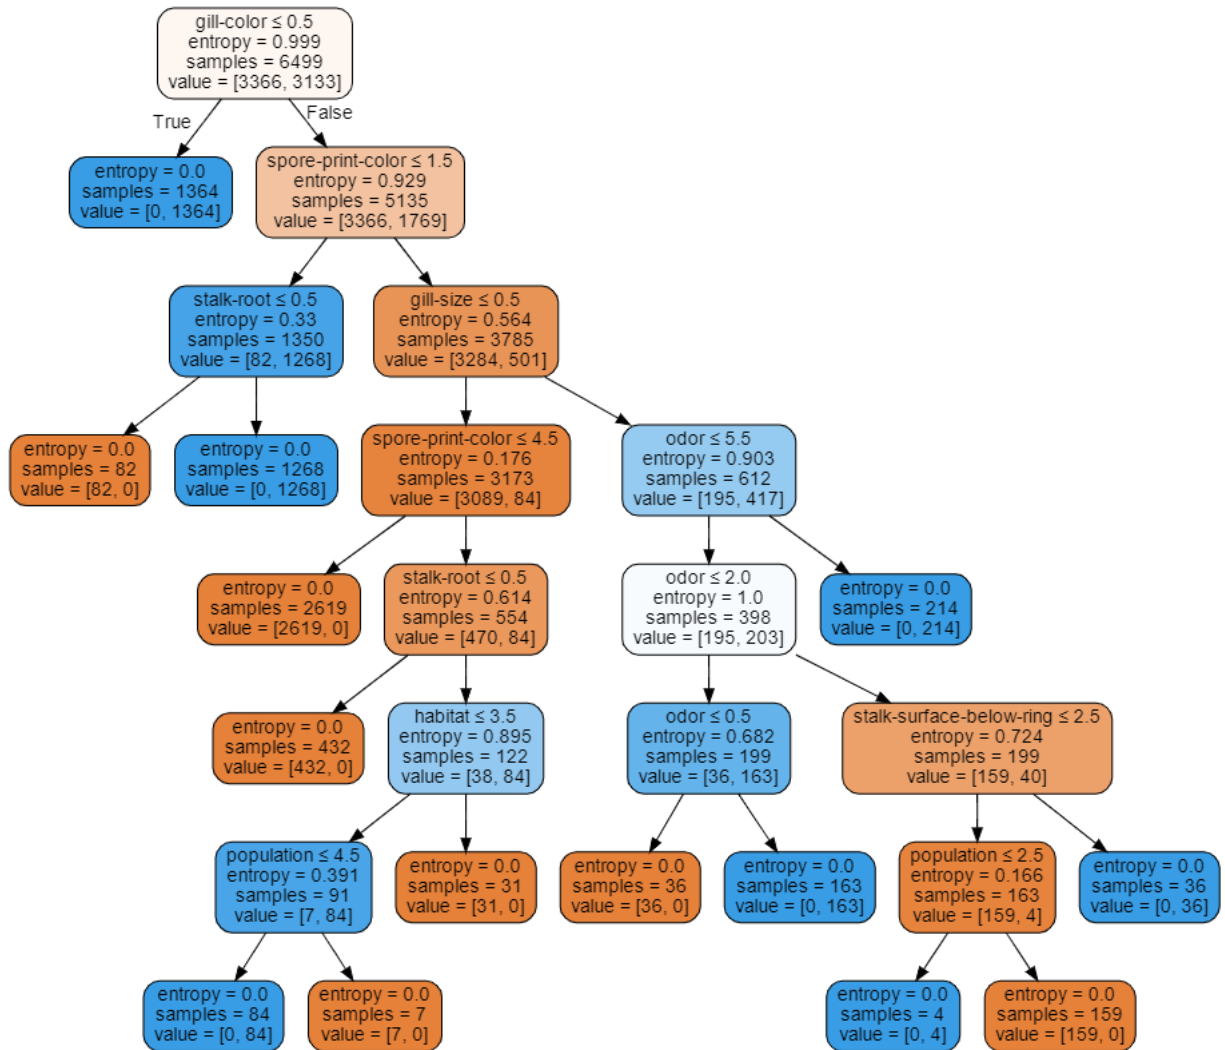 gill-color ≤ 0.5
entropy = 0.999
samples = 6499
value = [3366, 3133]
True
False
entropy = 0.0
samples = 1364
value = [0, 1364]
spore-print-color ≤ 1.5
entropy = 0.929
samples = 5135
value = [3366, 1769]
stalk-root ≤ 0.5
entropy = 0.33
samples = 1350
value = [82, 1268]
gill-size ≤ 0.5
entropy = 0.564
samples = 3785
value = [3284, 501]
entropy = 0.0
samples = 82
value = [82, 0]
entropy = 0.0
samples = 1268
value = [0, 1268]
spore-print-color ≤ 4.5
entropy = 0.176
samples = 3173
value = [3089, 84]
odor ≤ 5.5
entropy = 0.903
samples = 612
value = [195, 417]
entropy = 0.0
samples = 2619
value = [2619, 0]
stalk-root ≤ 0.5
entropy = 0.614
samples = 554
value = [470, 84]
odor ≤ 2.0
entropy = 1.0
samples = 398
value = [195, 203]
entropy = 0.0
samples = 214
value = [0, 214]
entropy = 0.0
samples = 432
value = [432, 0]
habitat ≤ 3.5
entropy = 0.895
samples = 122
value = [38, 84]
odor ≤ 0.5
entropy = 0.682
samples = 199
value = [36, 163]
stalk-surface-below-ring ≤ 2.5
entropy = 0.724
samples = 199
value = [159, 40]
population ≤ 4.5
entropy = 0.391
samples = 91
value = [7, 84]
entropy = 0.0
samples = 31
value = [31, 0]
entropy = 0.0
samples = 36
value = [36, 0]
entropy = 0.0
samples = 163
value = [0, 163]
population ≤ 2.5
entropy = 0.166
samples = 163
value = [159, 4]
entropy = 0.0
samples = 36
value = [0, 36]
entropy = 0.0
samples = 84
value = [0, 84]
entropy = 0.0
samples = 7
value = [7, 0]
entropy = 0.0
samples = 4
value = [0, 4]
entropy = 0.0
samples = 159
value = [159, 0]